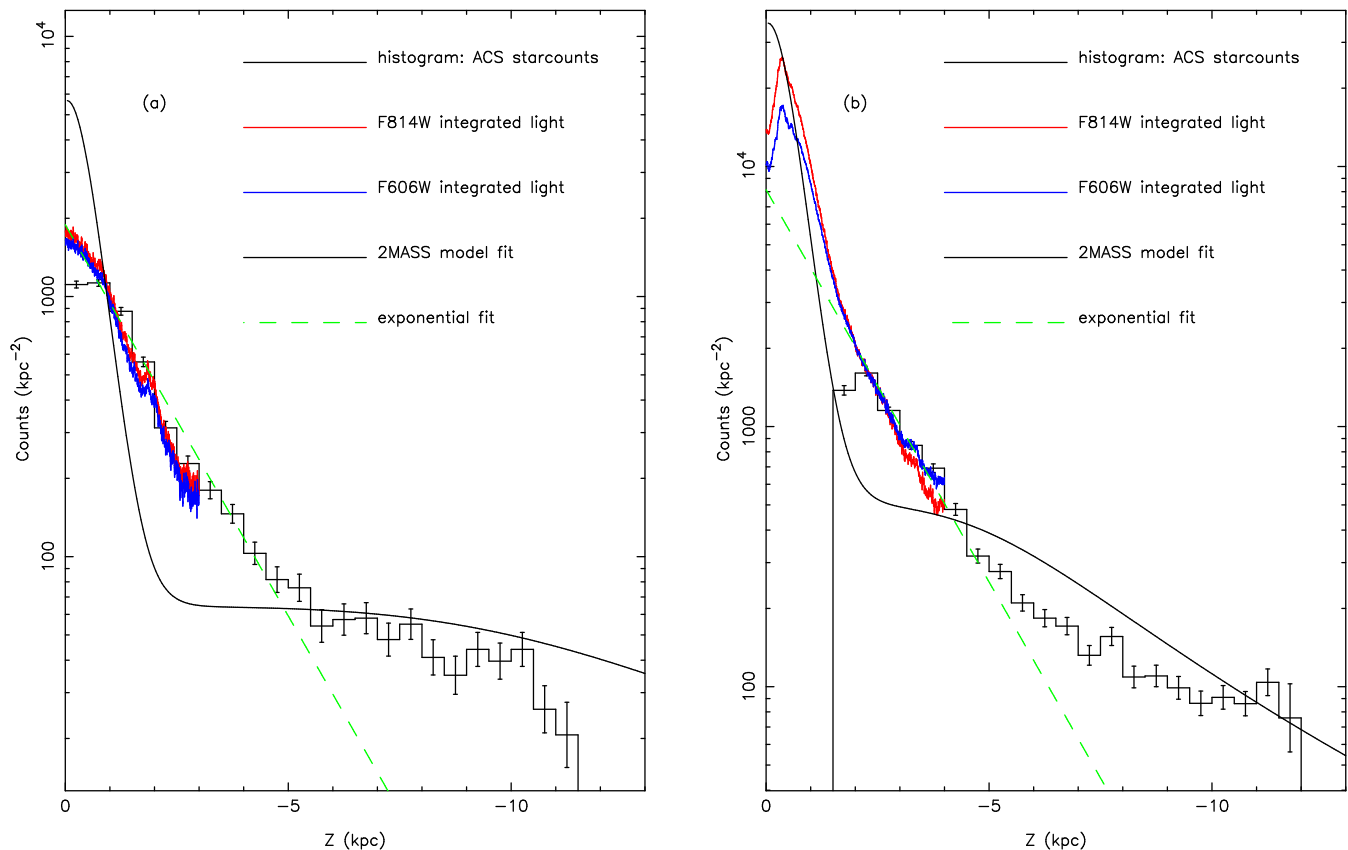 (a)
histogram: ACS starcounts
F814W integrated light
F606W integrated light
2MASS model fit
exponential fit
10⁴
1000
100
Counts (kpc⁻²)
0
−5
−10
Z (kpc)
(b)
histogram: ACS starcounts
F814W integrated light
F606W integrated light
2MASS model fit
exponential fit
10⁴
1000
100
Counts (kpc⁻²)
0
−5
−10
Z (kpc)